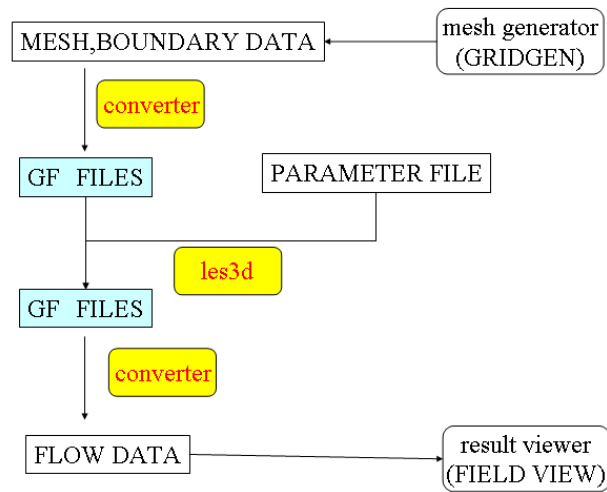 MESH,BOUNDARY DATA
mesh generator
(GRIDGEN)
converter
GF FILES
PARAMETER FILE
les3d
GF FILES
converter
FLOW DATA
result viewer
(FIELD VIEW)